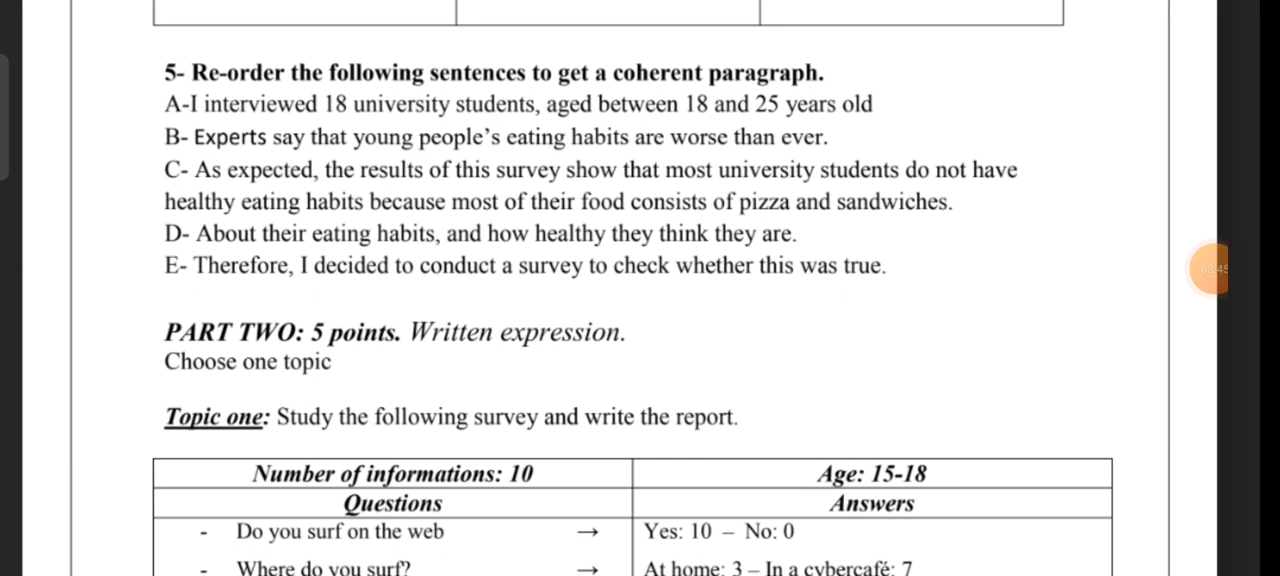 5- Re-order the following sentences to get a coherent paragraph.
A-I interviewed 18 university students, aged between 18 and 25 years old
B- Experts say that young people’s eating habits are worse than ever.
C- As expected, the results of this survey show that most university students do not have
healthy eating habits because most of their food consists of pizza and sandwiches.
D- About their eating habits, and how healthy they think they are.
E- Therefore, I decided to conduct a survey to check whether this was true.
08:45
PART TWO: 5 points. Written expression.
Choose one topic
Topic one: Study the following survey and write the report.
Number of informations: 10 Age: 15-18
Questions Answers
- Do you surf on the web → Yes: 10 – No: 0
- Where do you surf? → At home: 3 – In a cybercafé: 7